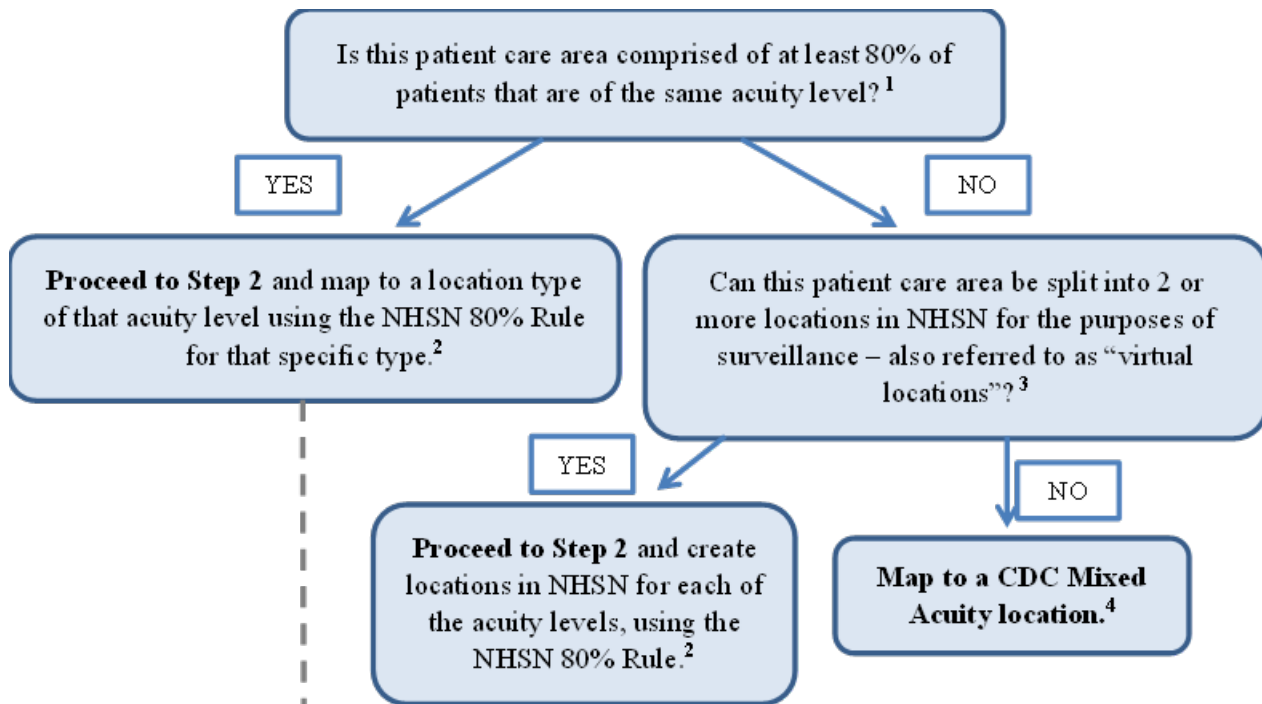 Is this patient care area comprised of at least 80% of
patients that are of the same acuity level? 1
YES
NO
Proceed to Step 2 and map to a location type
of that acuity level using the NHSN 80% Rule
for that specific type.2
Can this patient care area be split into 2 or
more locations in NHSN for the purposes of
surveillance – also referred to as “virtual
locations”? 3
YES
NO
Proceed to Step 2 and create
locations in NHSN for each of
the acuity levels, using the
NHSN 80% Rule.2
Map to a CDC Mixed
Acuity location.4